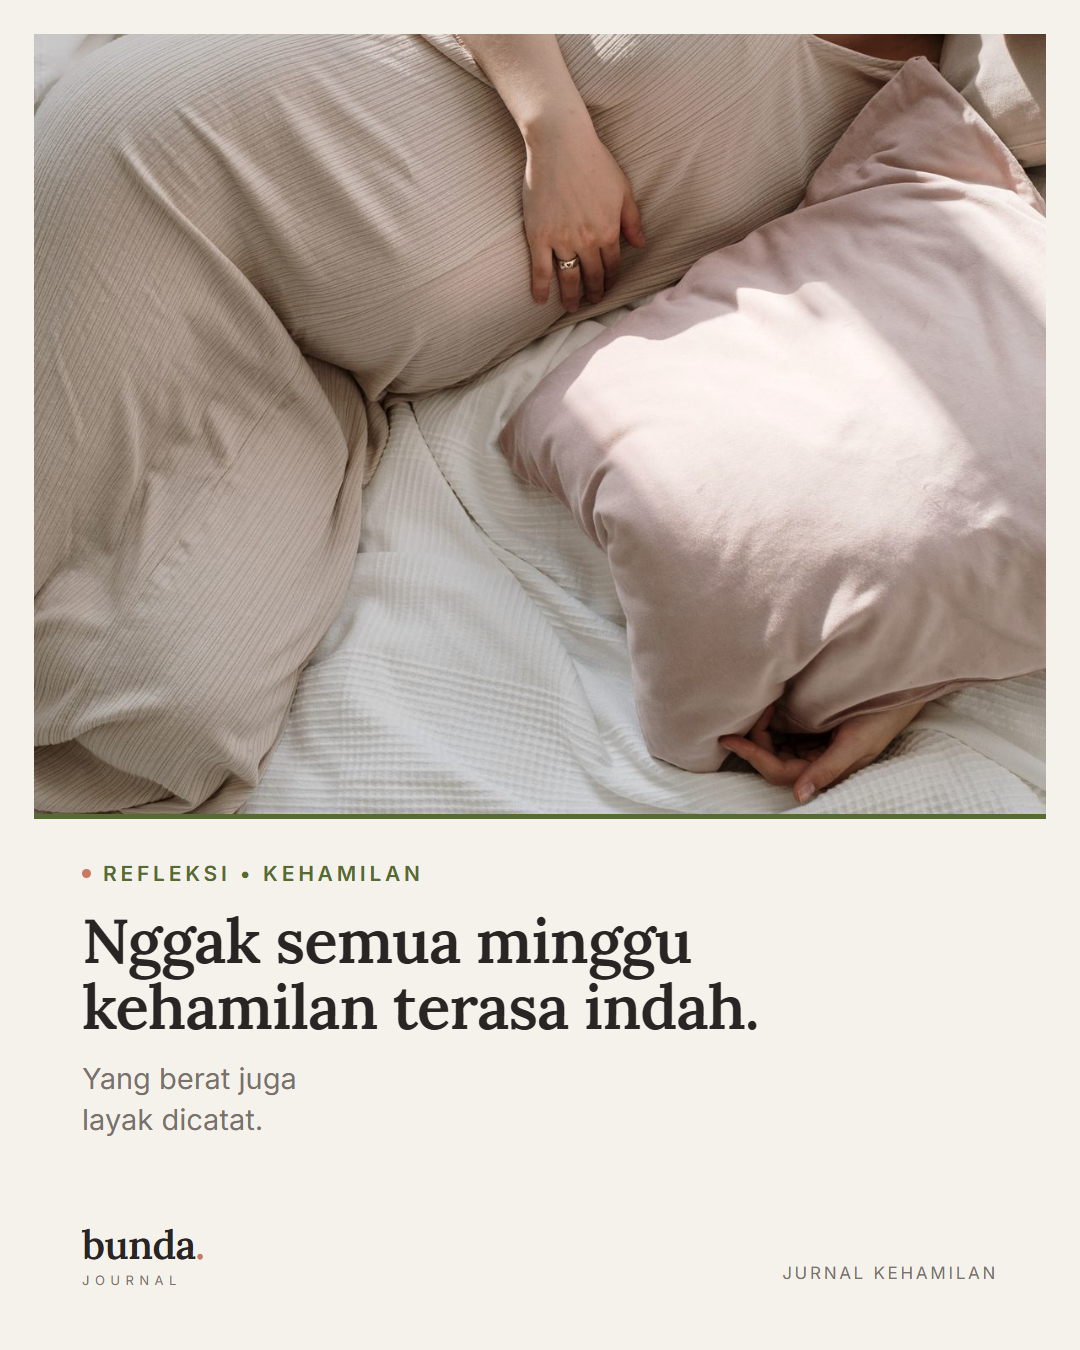 REFLEKSI • KEHAMILAN
Nggak semua minggu
kehamilan terasa indah.
Yang berat juga
layak dicatat.
bunda.
JOURNAL
JURNAL KEHAMILAN